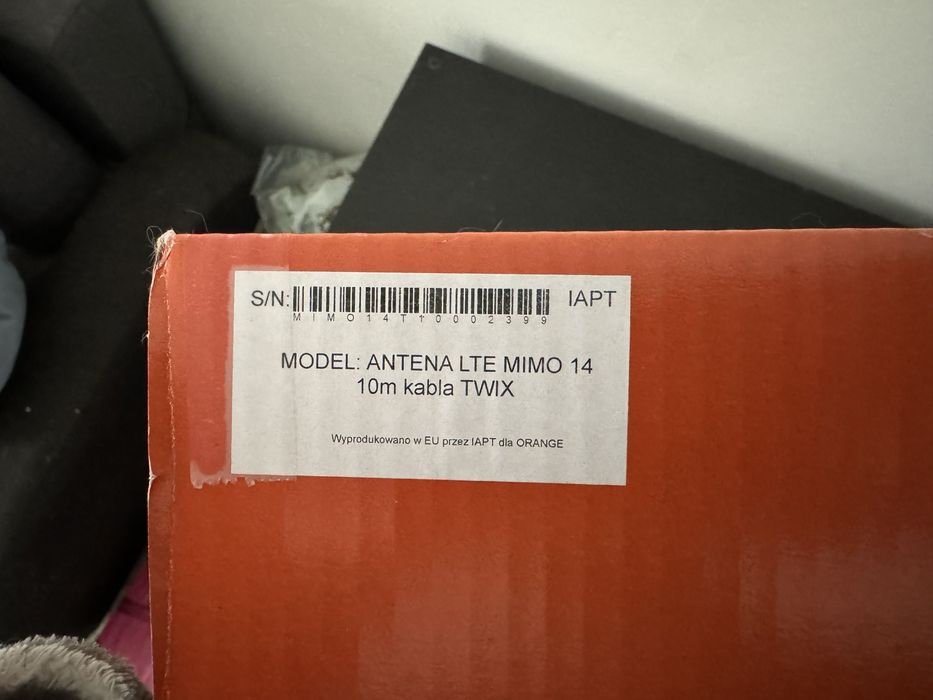 S/N: IAPT
MIMO14T10002399
MODEL: ANTENA LTE MIMO 14
10m kabla TWIX
Wyprodukowano w EU przez IAPT dla ORANGE